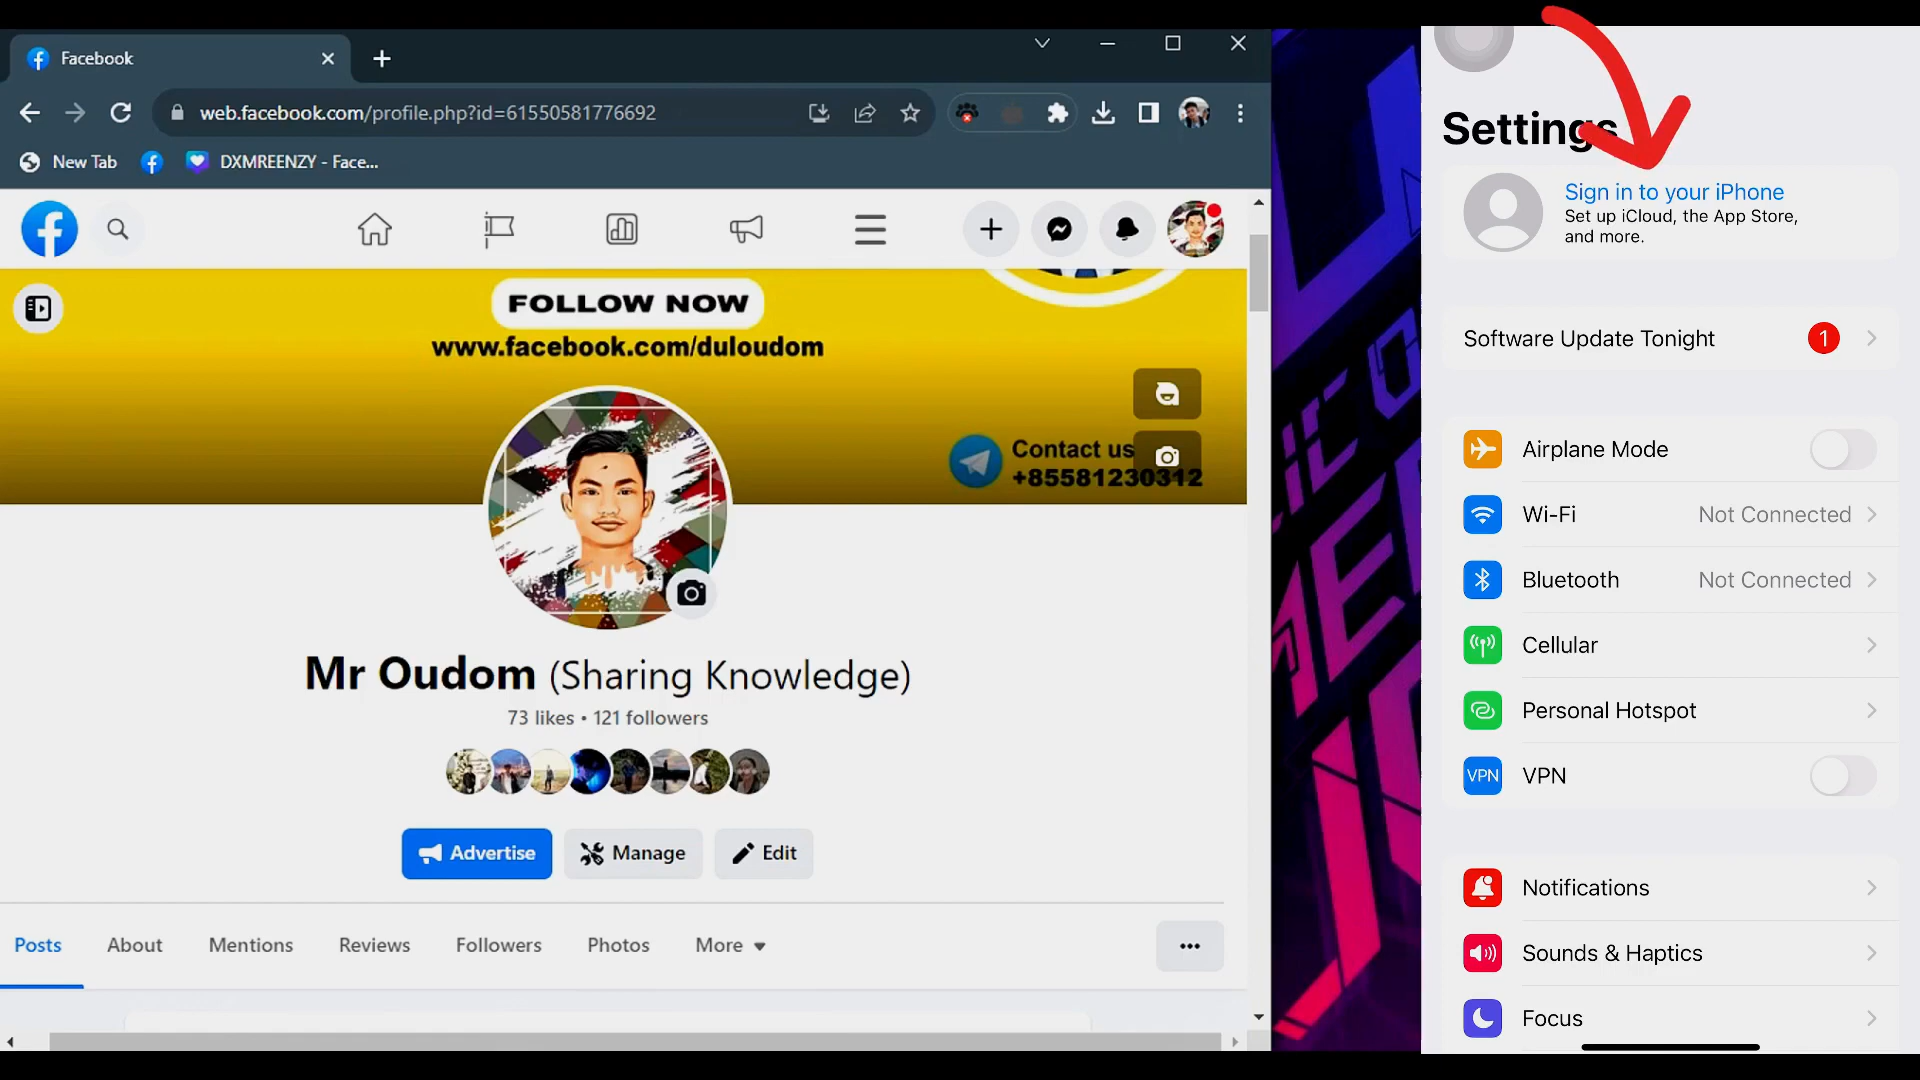 Facebook
web.facebook.com/profile.php?id=61550581776692
New Tab
DXMREENZY - Face...
FOLLOW NOW
www.facebook.com/duloudom
Contact us
+85581230312
Mr Oudom (Sharing Knowledge)
73 likes • 121 followers
Advertise
Manage
Edit
Posts
About
Mentions
Reviews
Followers
Photos
More
Settings
Sign in to your iPhone
Set up iCloud, the App Store,
and more.
Software Update Tonight 1
Airplane Mode
Wi-Fi Not Connected
Bluetooth Not Connected
Cellular
Personal Hotspot
VPN VPN
Notifications
Sounds & Haptics
Focus